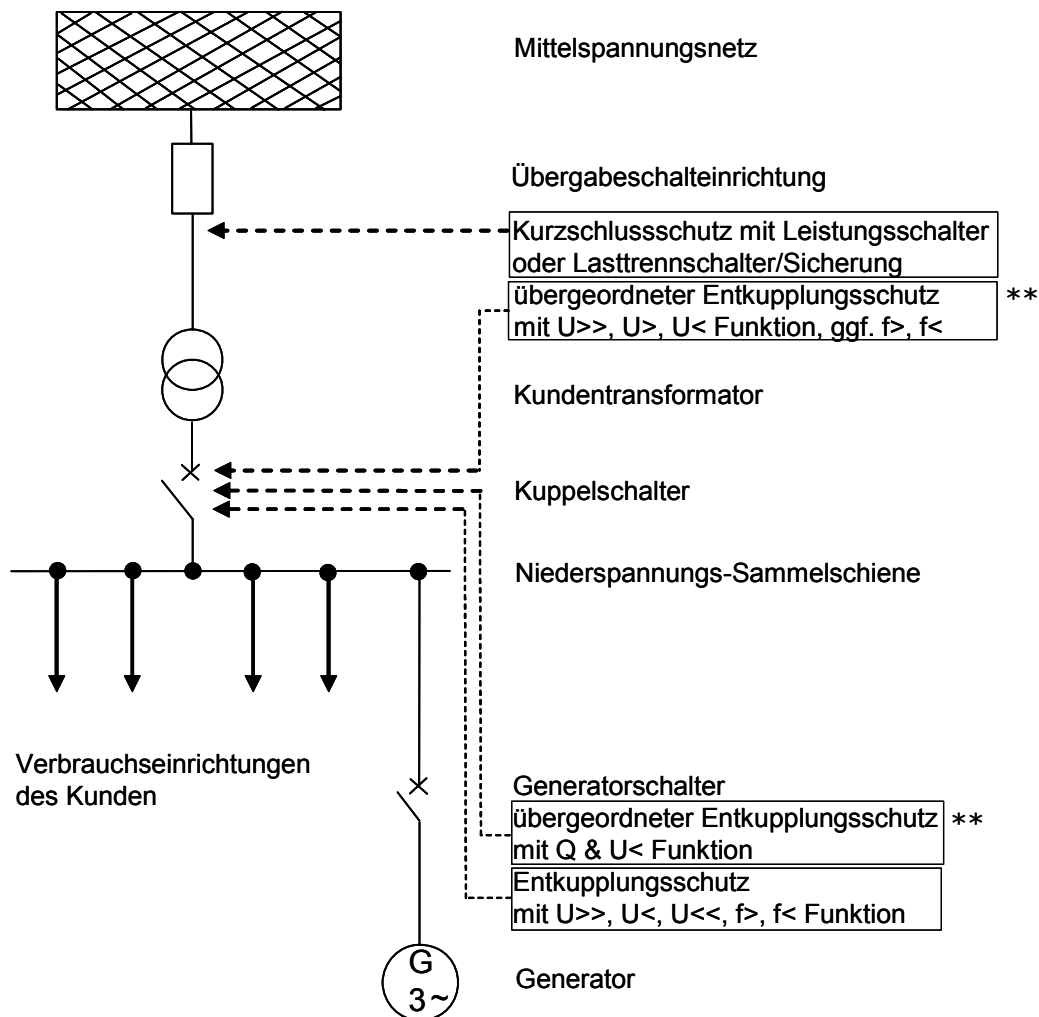 Mittelspannungsnetz
Übergabeschalteinrichtung
Kurzschlussschutz mit Leistungsschalter
oder Lasttrennschalter/Sicherung
übergeordneter Entkupplungsschutz **
mit U>>, U>, U< Funktion, ggf. f>, f<
Kundentransformator
Kuppelschalter
Niederspannungs-Sammelschiene
Verbrauchseinrichtungen
des Kunden
Generatorschalter
übergeordneter Entkupplungsschutz **
mit Q & U< Funktion
Entkupplungsschutz
mit U>>, U<, U<<, f>, f< Funktion
G
3~
Generator